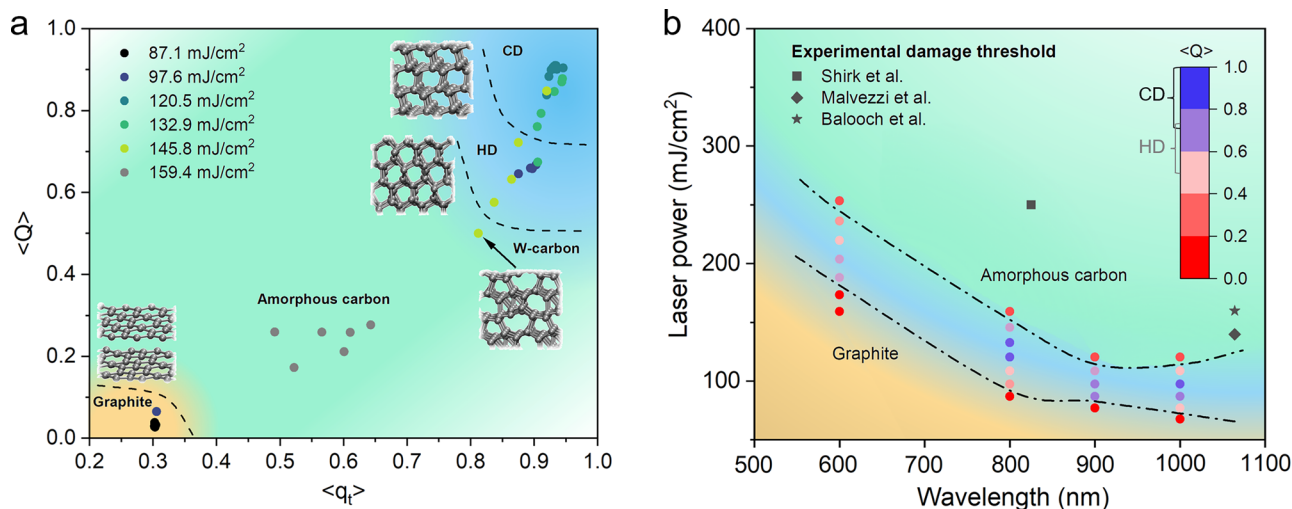 a
1.0
0.8
0.6
0.4
0.2
0.0
<Q>
87.1 mJ/cm²
97.6 mJ/cm²
120.5 mJ/cm²
132.9 mJ/cm²
145.8 mJ/cm²
159.4 mJ/cm²
CD
HD
W-carbon
Amorphous carbon
Graphite
0.2 0.3 0.4 0.5 0.6 0.7 0.8 0.9 1.0
<qₜ>
b
400
300
200
100
Laser power (mJ/cm²)
Experimental damage threshold
Shirk et al.
Malvezzi et al.
Balooch et al.
<Q>
CD
HD
1.0
0.8
0.6
0.4
0.2
0.0
Amorphous carbon
Graphite
500 600 700 800 900 1000 1100
Wavelength (nm)